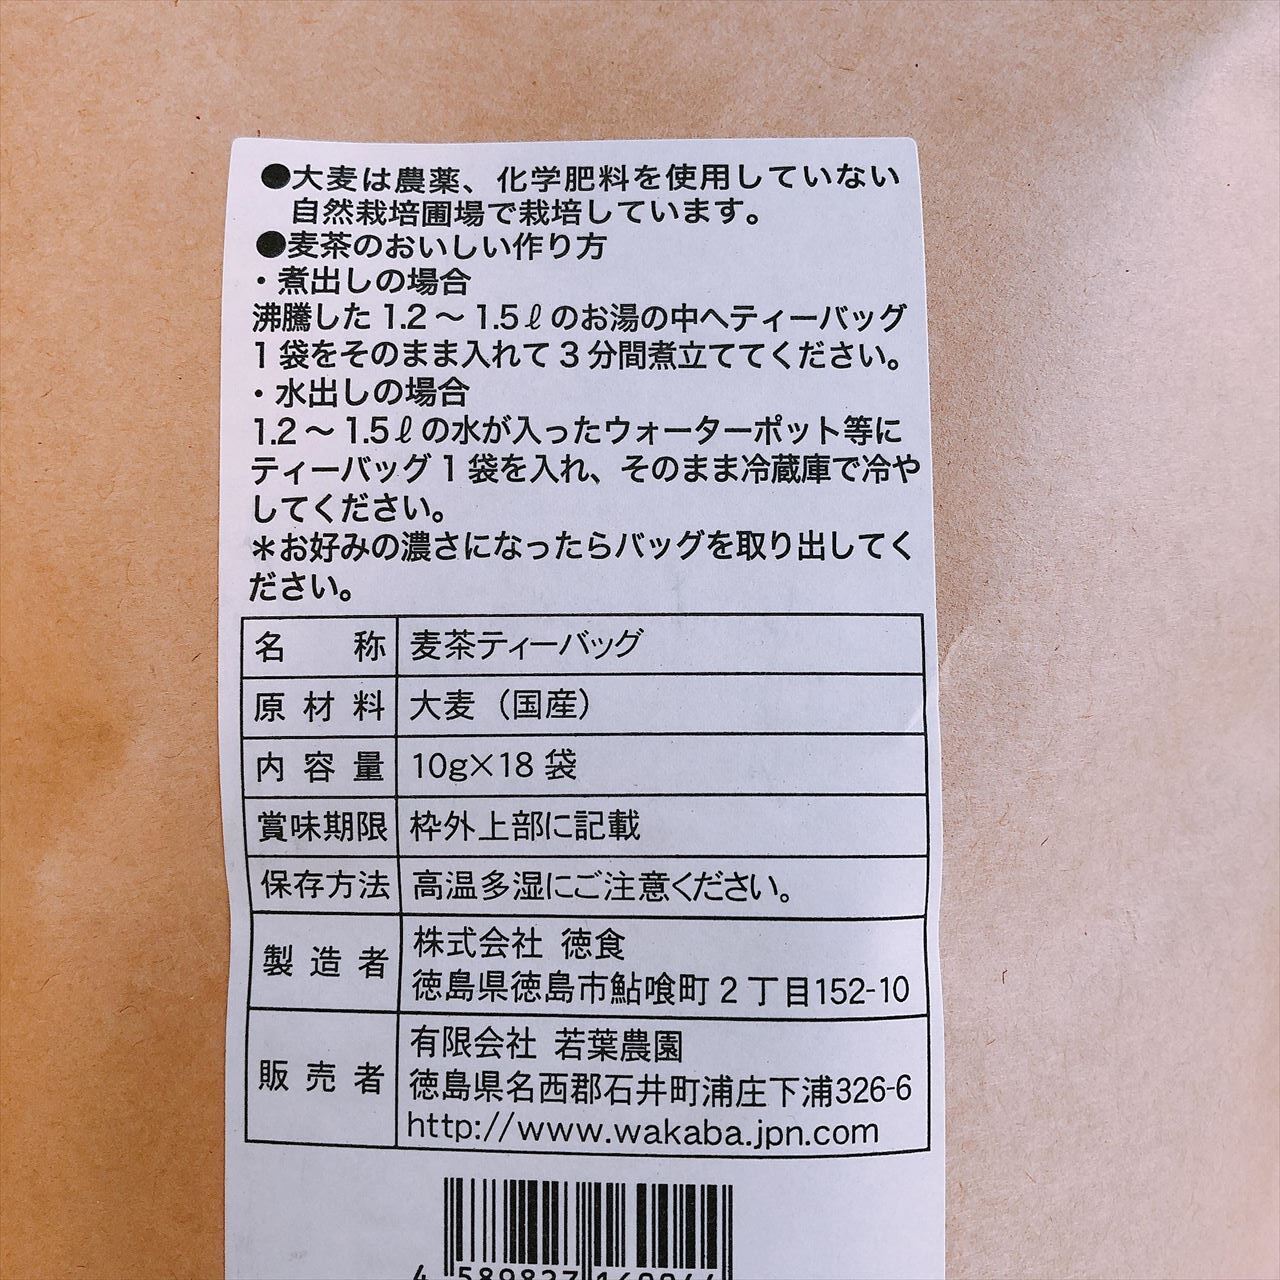 ●大麦は農薬、化学肥料を使用していない
自然栽培圃場で栽培しています。
●麦茶のおいしい作り方
・煮出しの場合
沸騰した 1.2 〜 1.5ℓ のお湯の中へティーバッグ
1 袋をそのまま入れて 3 分間煮立ててください。
・水出しの場合
1.2 〜 1.5ℓ の水が入ったウォーターポット等に
ティーバッグ 1 袋を入れ、そのまま冷蔵庫で冷や
してください。
＊お好みの濃さになったらバッグを取り出してく
ださい。
名称 麦茶ティーバッグ
原材料 大麦（国産）
内容量 10g×18 袋
賞味期限 枠外上部に記載
保存方法 高温多湿にご注意ください。
製造者 株式会社 徳食
徳島県徳島市鮎喰町 2 丁目152-10
販売者 有限会社 若葉農園
徳島県名西郡石井町浦庄下浦326-6
http://www.wakaba.jpn.com